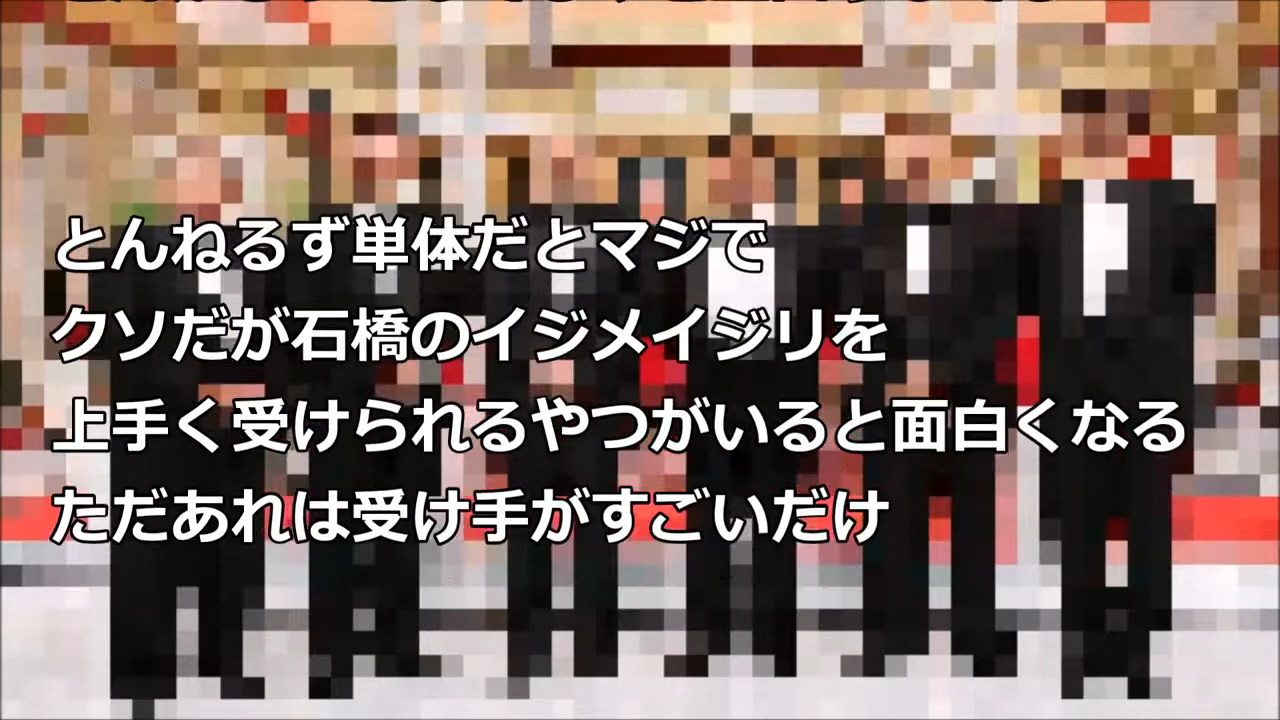 とんねるず単体だとマジで
クソだが石橋のイジメイジリを
上手く受けられるやつがいると面白くなる
ただあれは受け手がすごいだけ